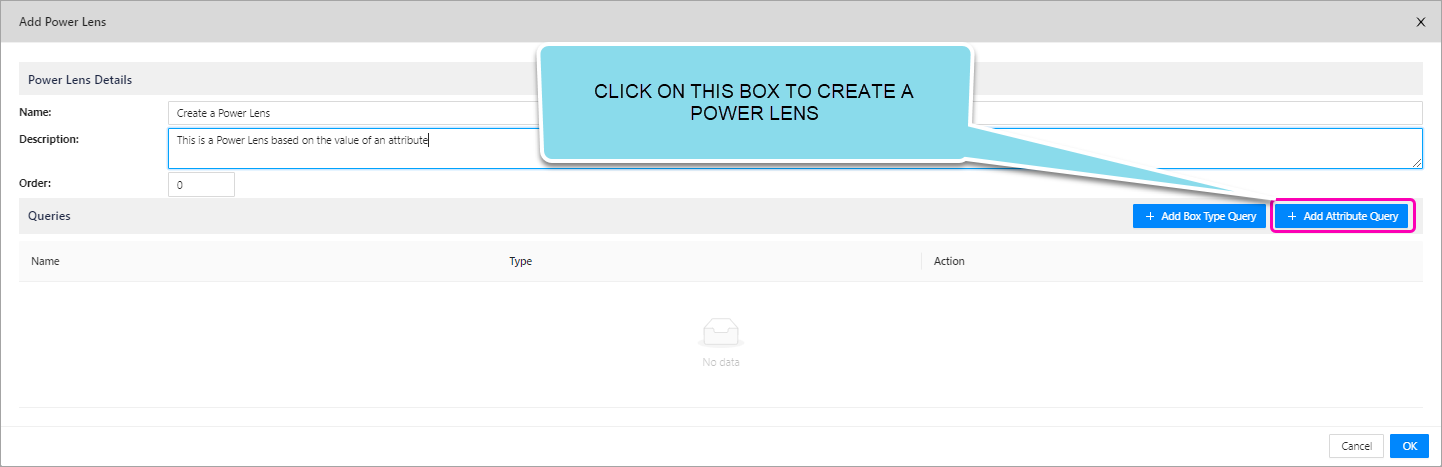 Add Power Lens
Power Lens Details
CLICK ON THIS BOX TO CREATE A
POWER LENS
Name:
Create a Power Lens
Description:
This is a Power Lens based on the value of an attribute
Order:
0
Queries
+ Add Box Type Query
+ Add Attribute Query
Name
Type
Action
No data
Cancel
OK